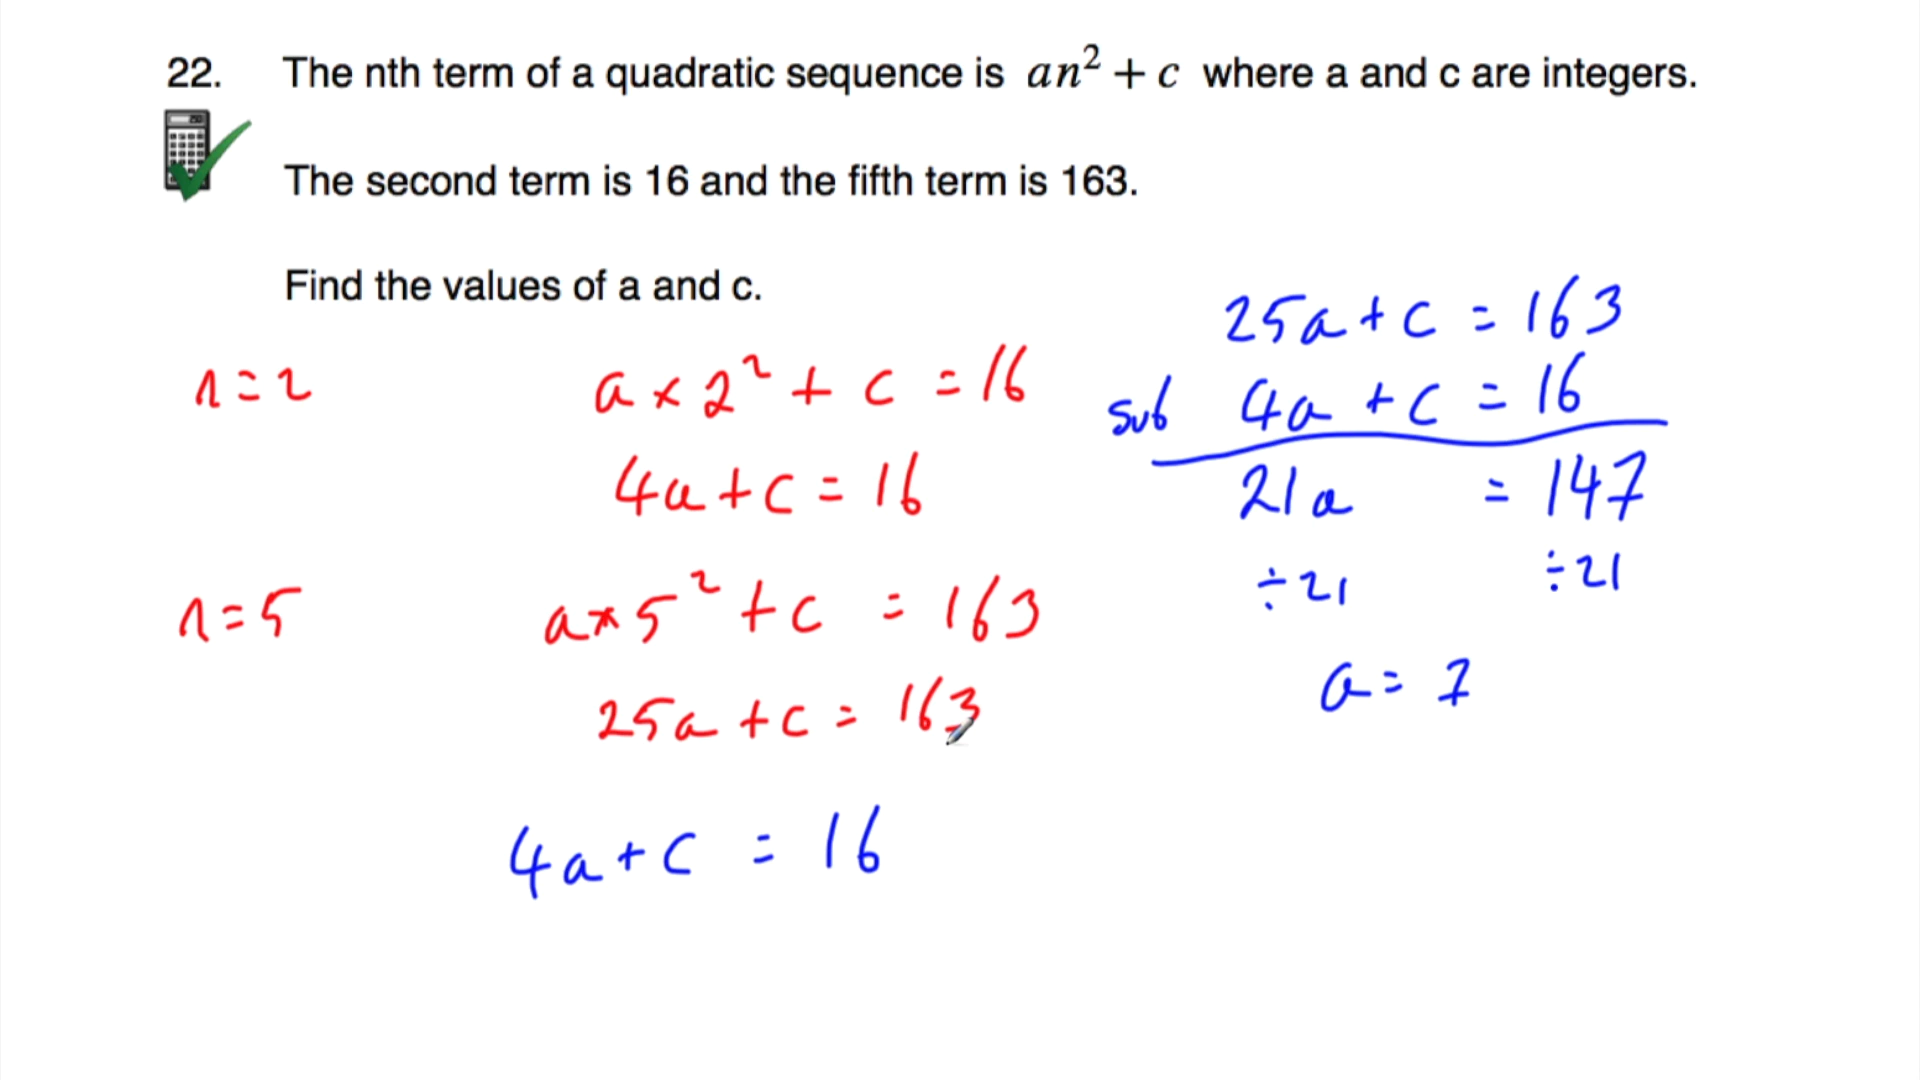 22. The nth term of a quadratic sequence is an² + c where a and c are integers.
The second term is 16 and the fifth term is 163.
Find the values of a and c.
n=2 a × 2² + c = 16
4a + c = 16
n=5 a × 5² + c = 163
25a + c = 163
4a + c = 16
25a + c = 163
sub 4a + c = 16
21a = 147
÷21 ÷21
a = 7